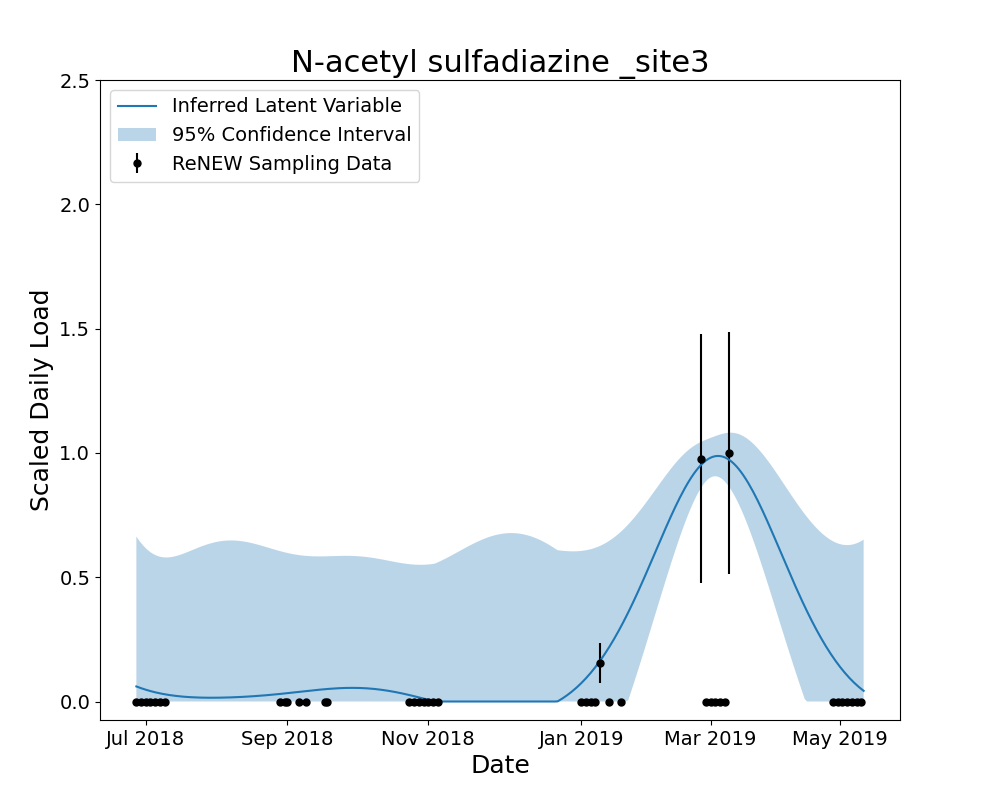 N-acetyl sulfadiazine _site3
Inferred Latent Variable
95% Confidence Interval
ReNEW Sampling Data
Scaled Daily Load
2.5
2.0
1.5
1.0
0.5
0.0
Jul 2018 Sep 2018 Nov 2018 Jan 2019 Mar 2019 May 2019
Date